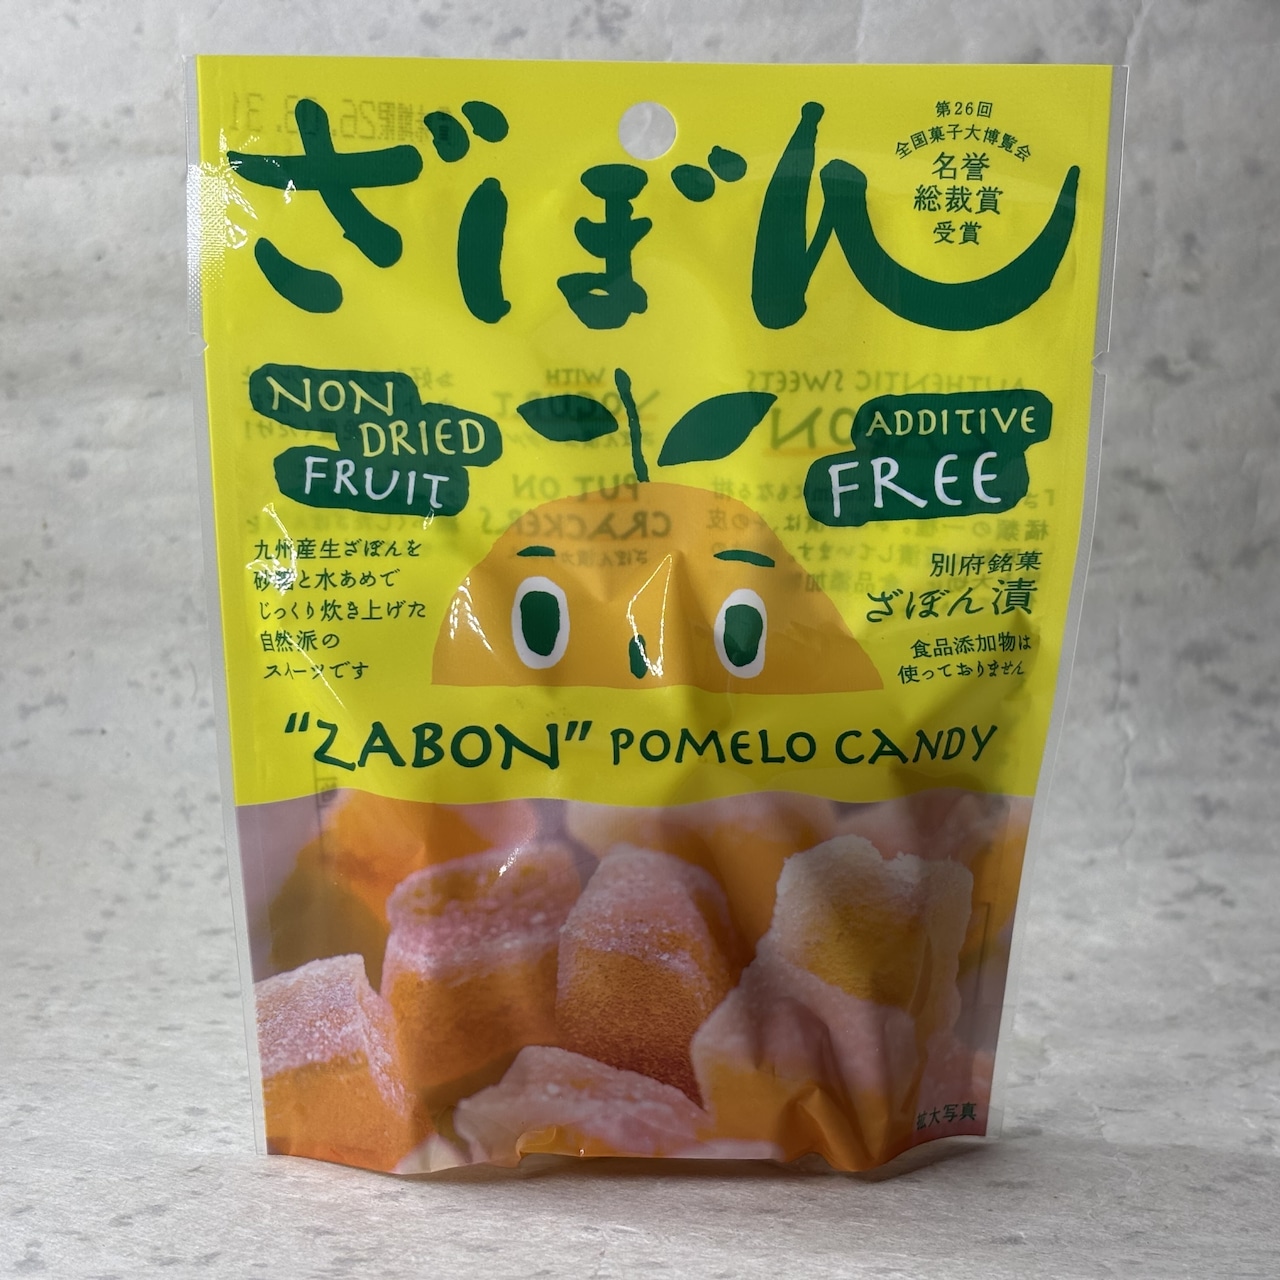 ざぼん
第26回
全国菓子大博覧会
名誉
総裁賞
受賞
NON
DRIED
FRUIT
ADDITIVE
FREE
九州産生ざぼんを
砂糖と水あめで
じっくり炊き上げた
自然派の
スイーツです
別府銘菓
ざぼん漬
食品添加物は
使っておりません
"ZABON" POMELO CANDY
拡大写真